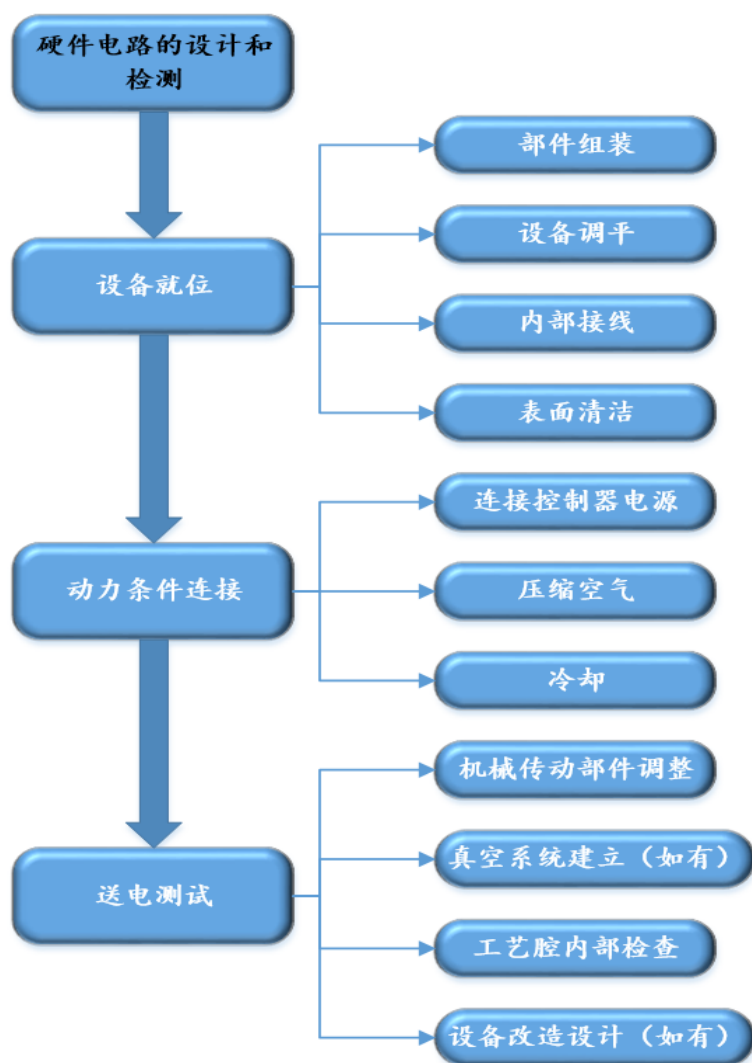 硬件电路的设计和
检测
部件组装
设备调平
设备就位
内部接线
表面清洁
连接控制器电源
动力条件连接
压缩空气
冷却
机械传动部件调整
真空系统建立（如有）
送电测试
工艺腔内部检查
设备改造设计（如有）